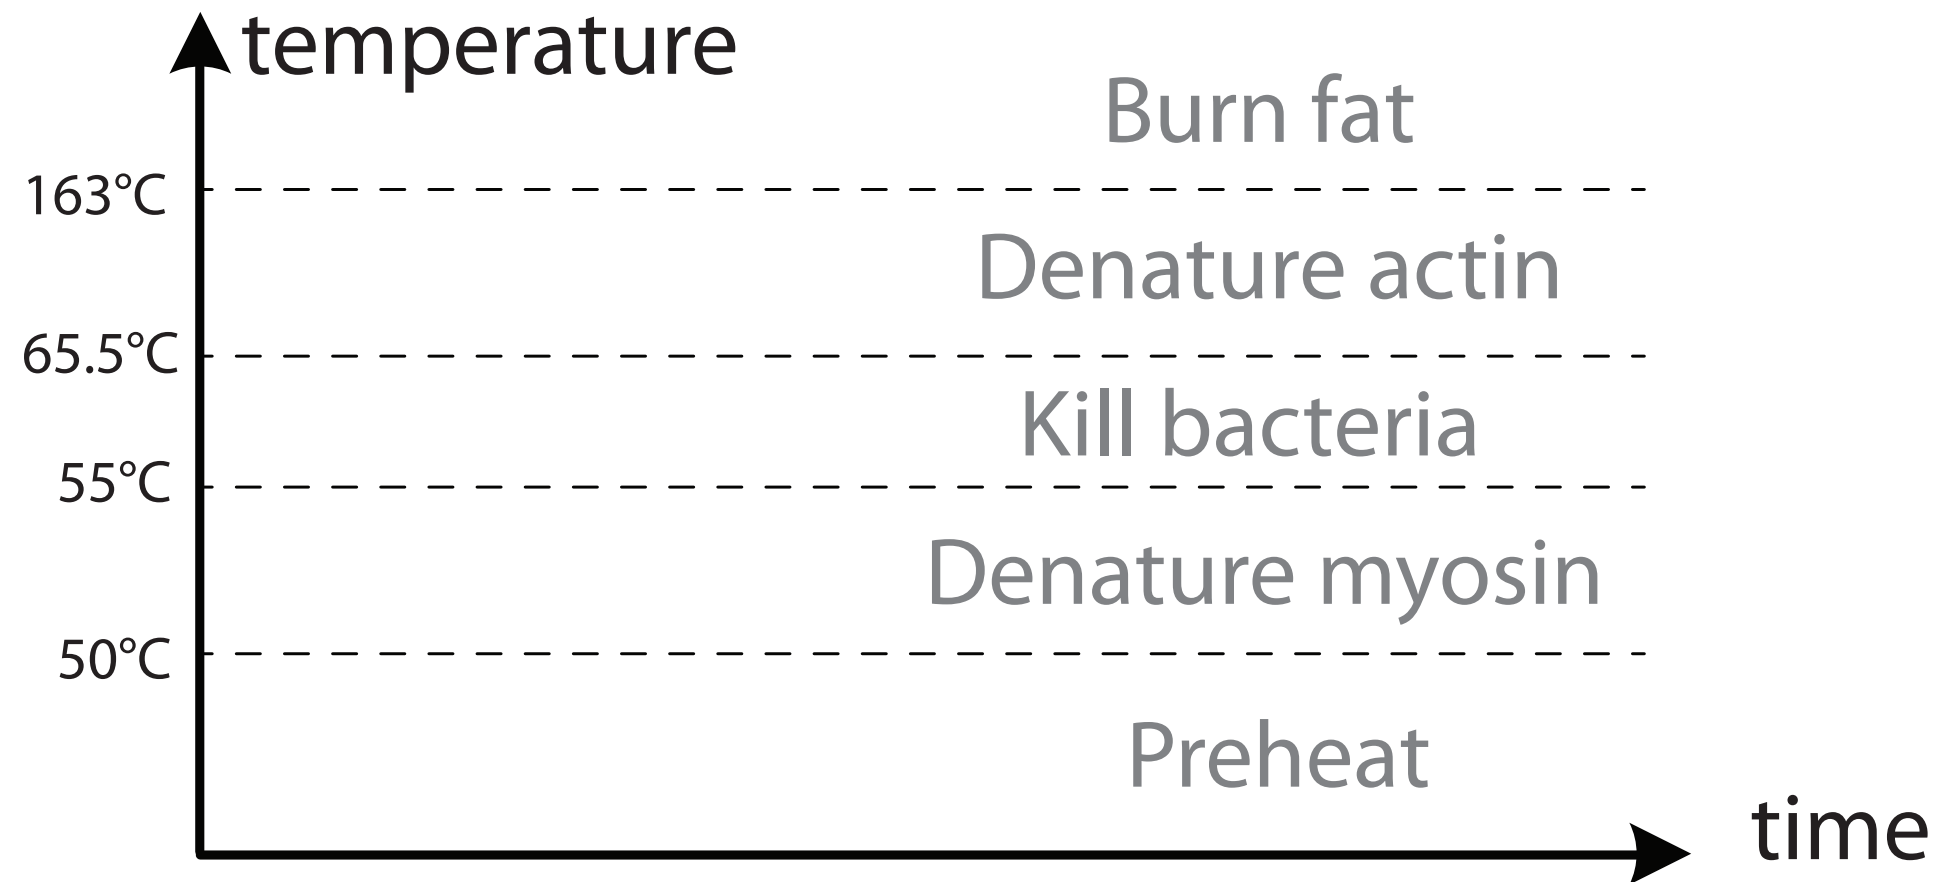 temperature
Burn fat
163°C
Denature actin
65.5°C
Kill bacteria
55°C
Denature myosin
50°C
Preheat
time